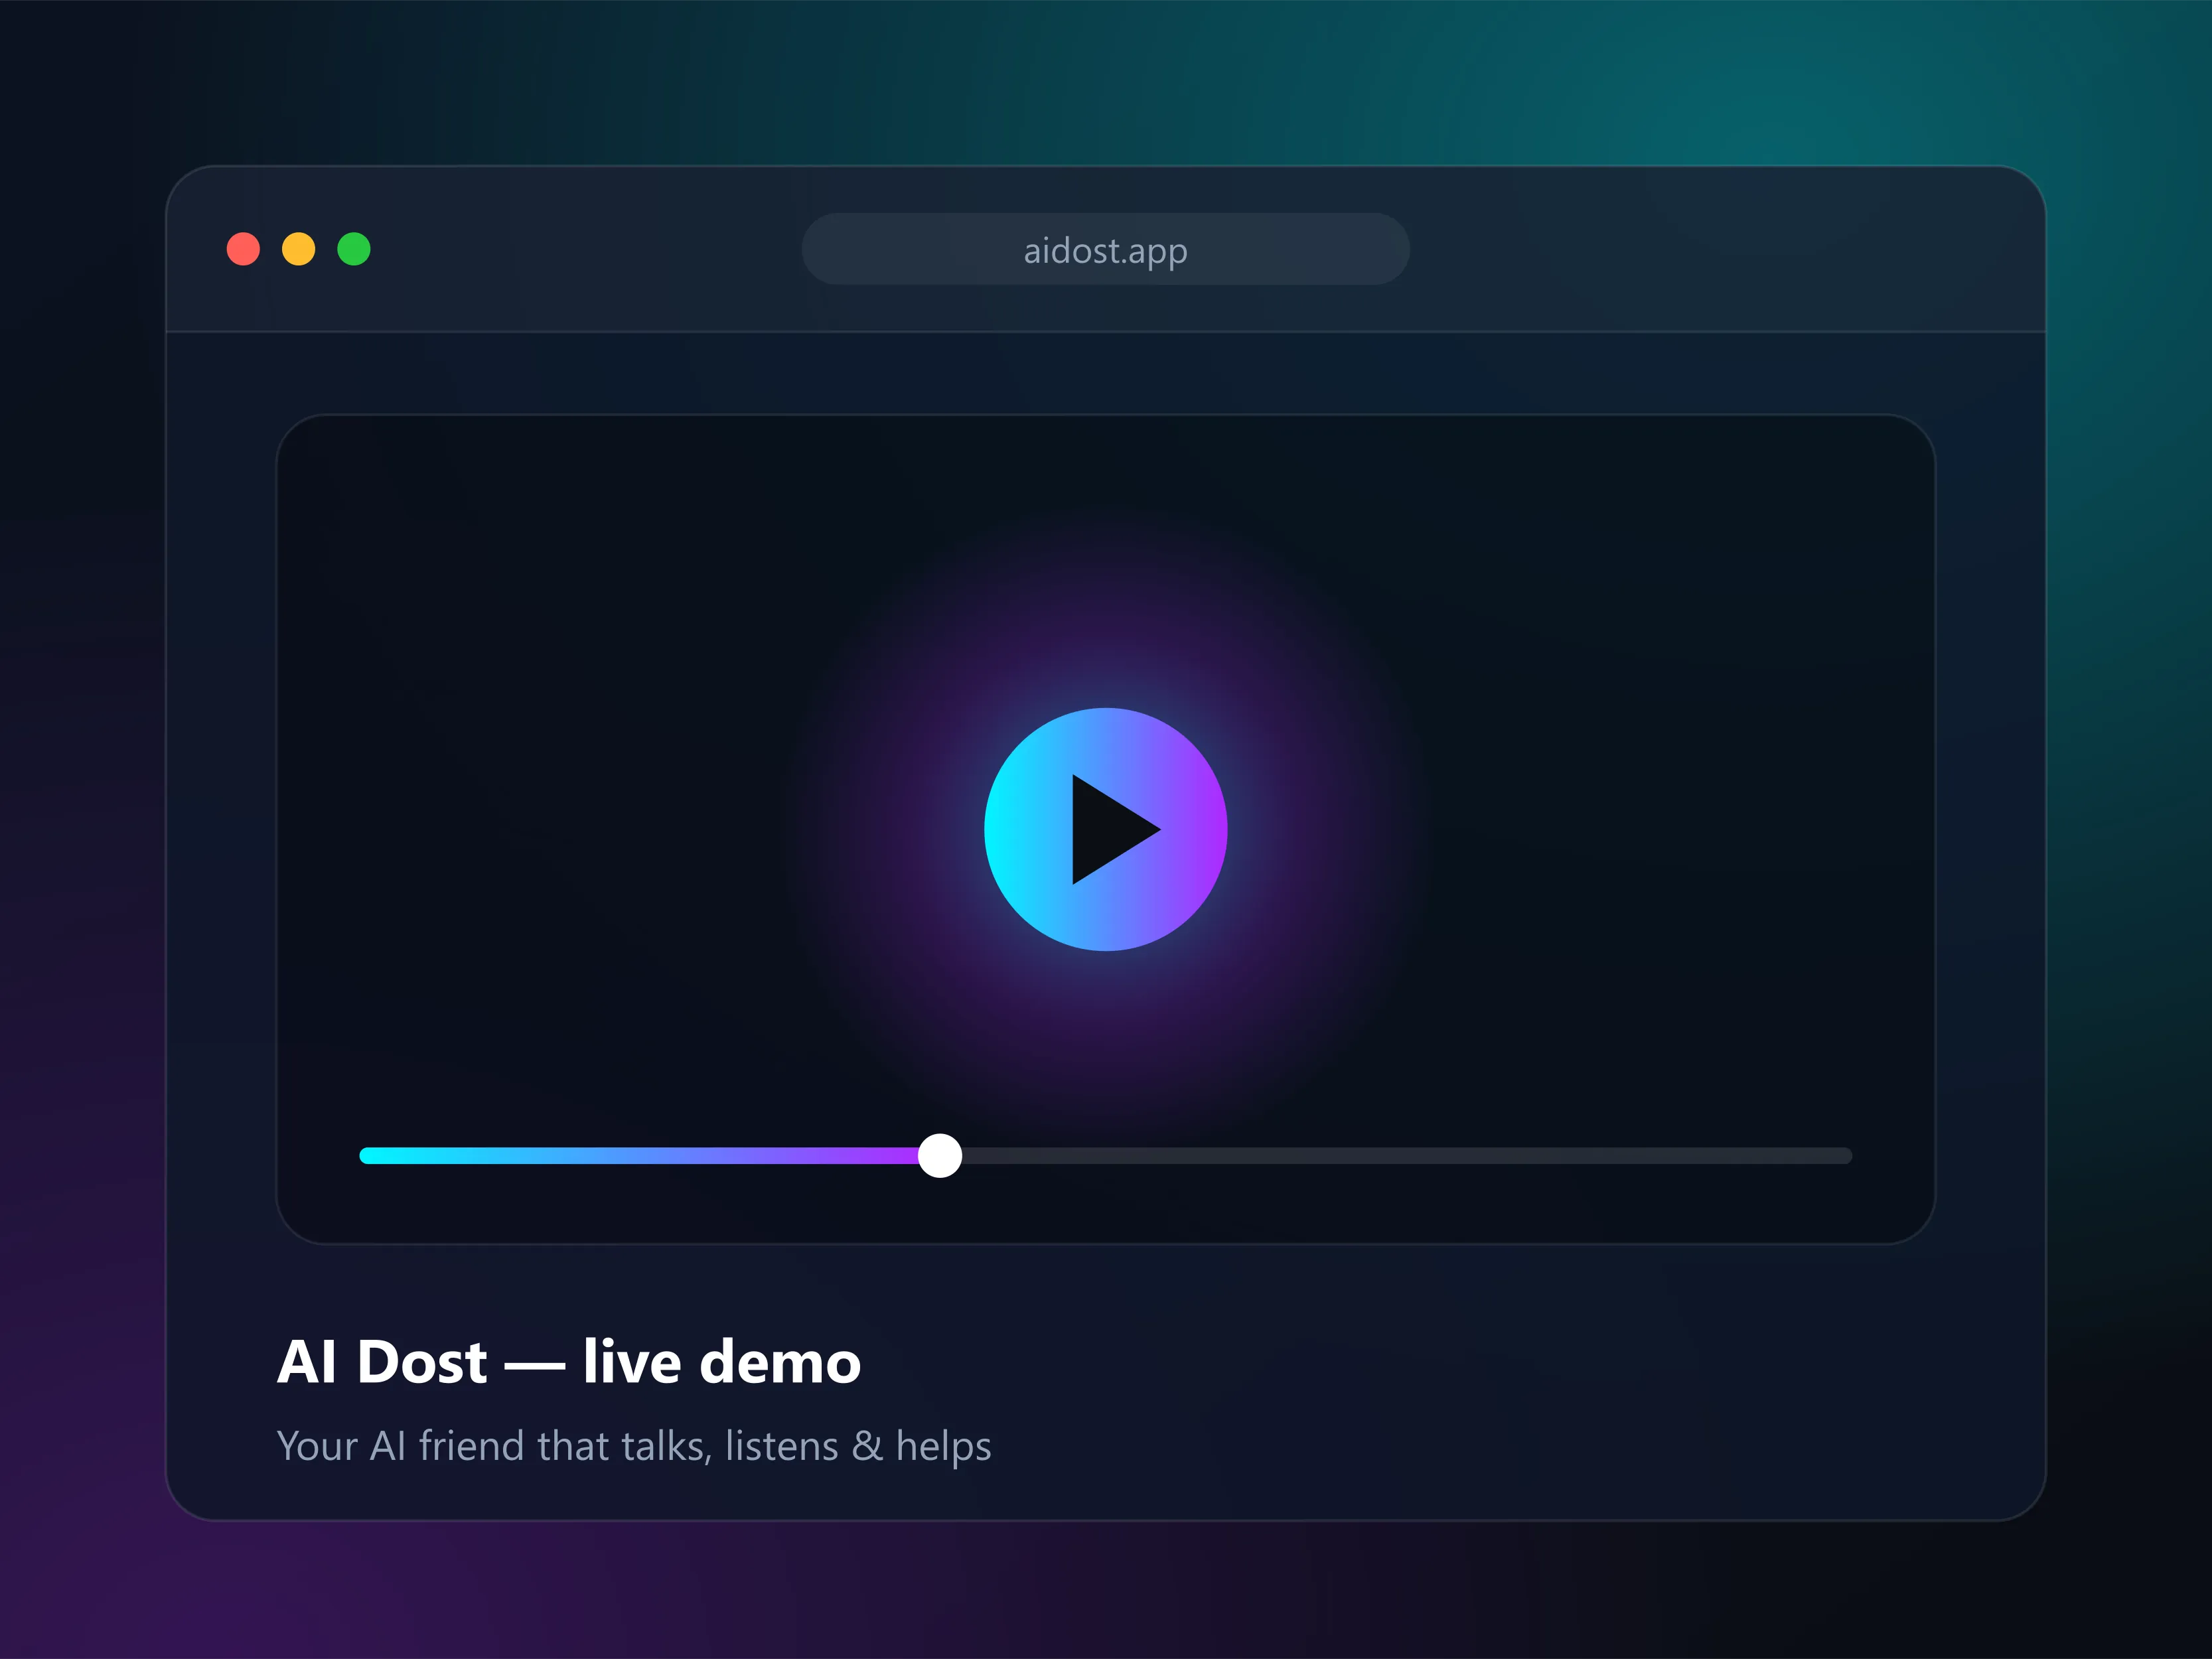 aidost.app
AI Dost — live demo
Your AI friend that talks, listens & helps